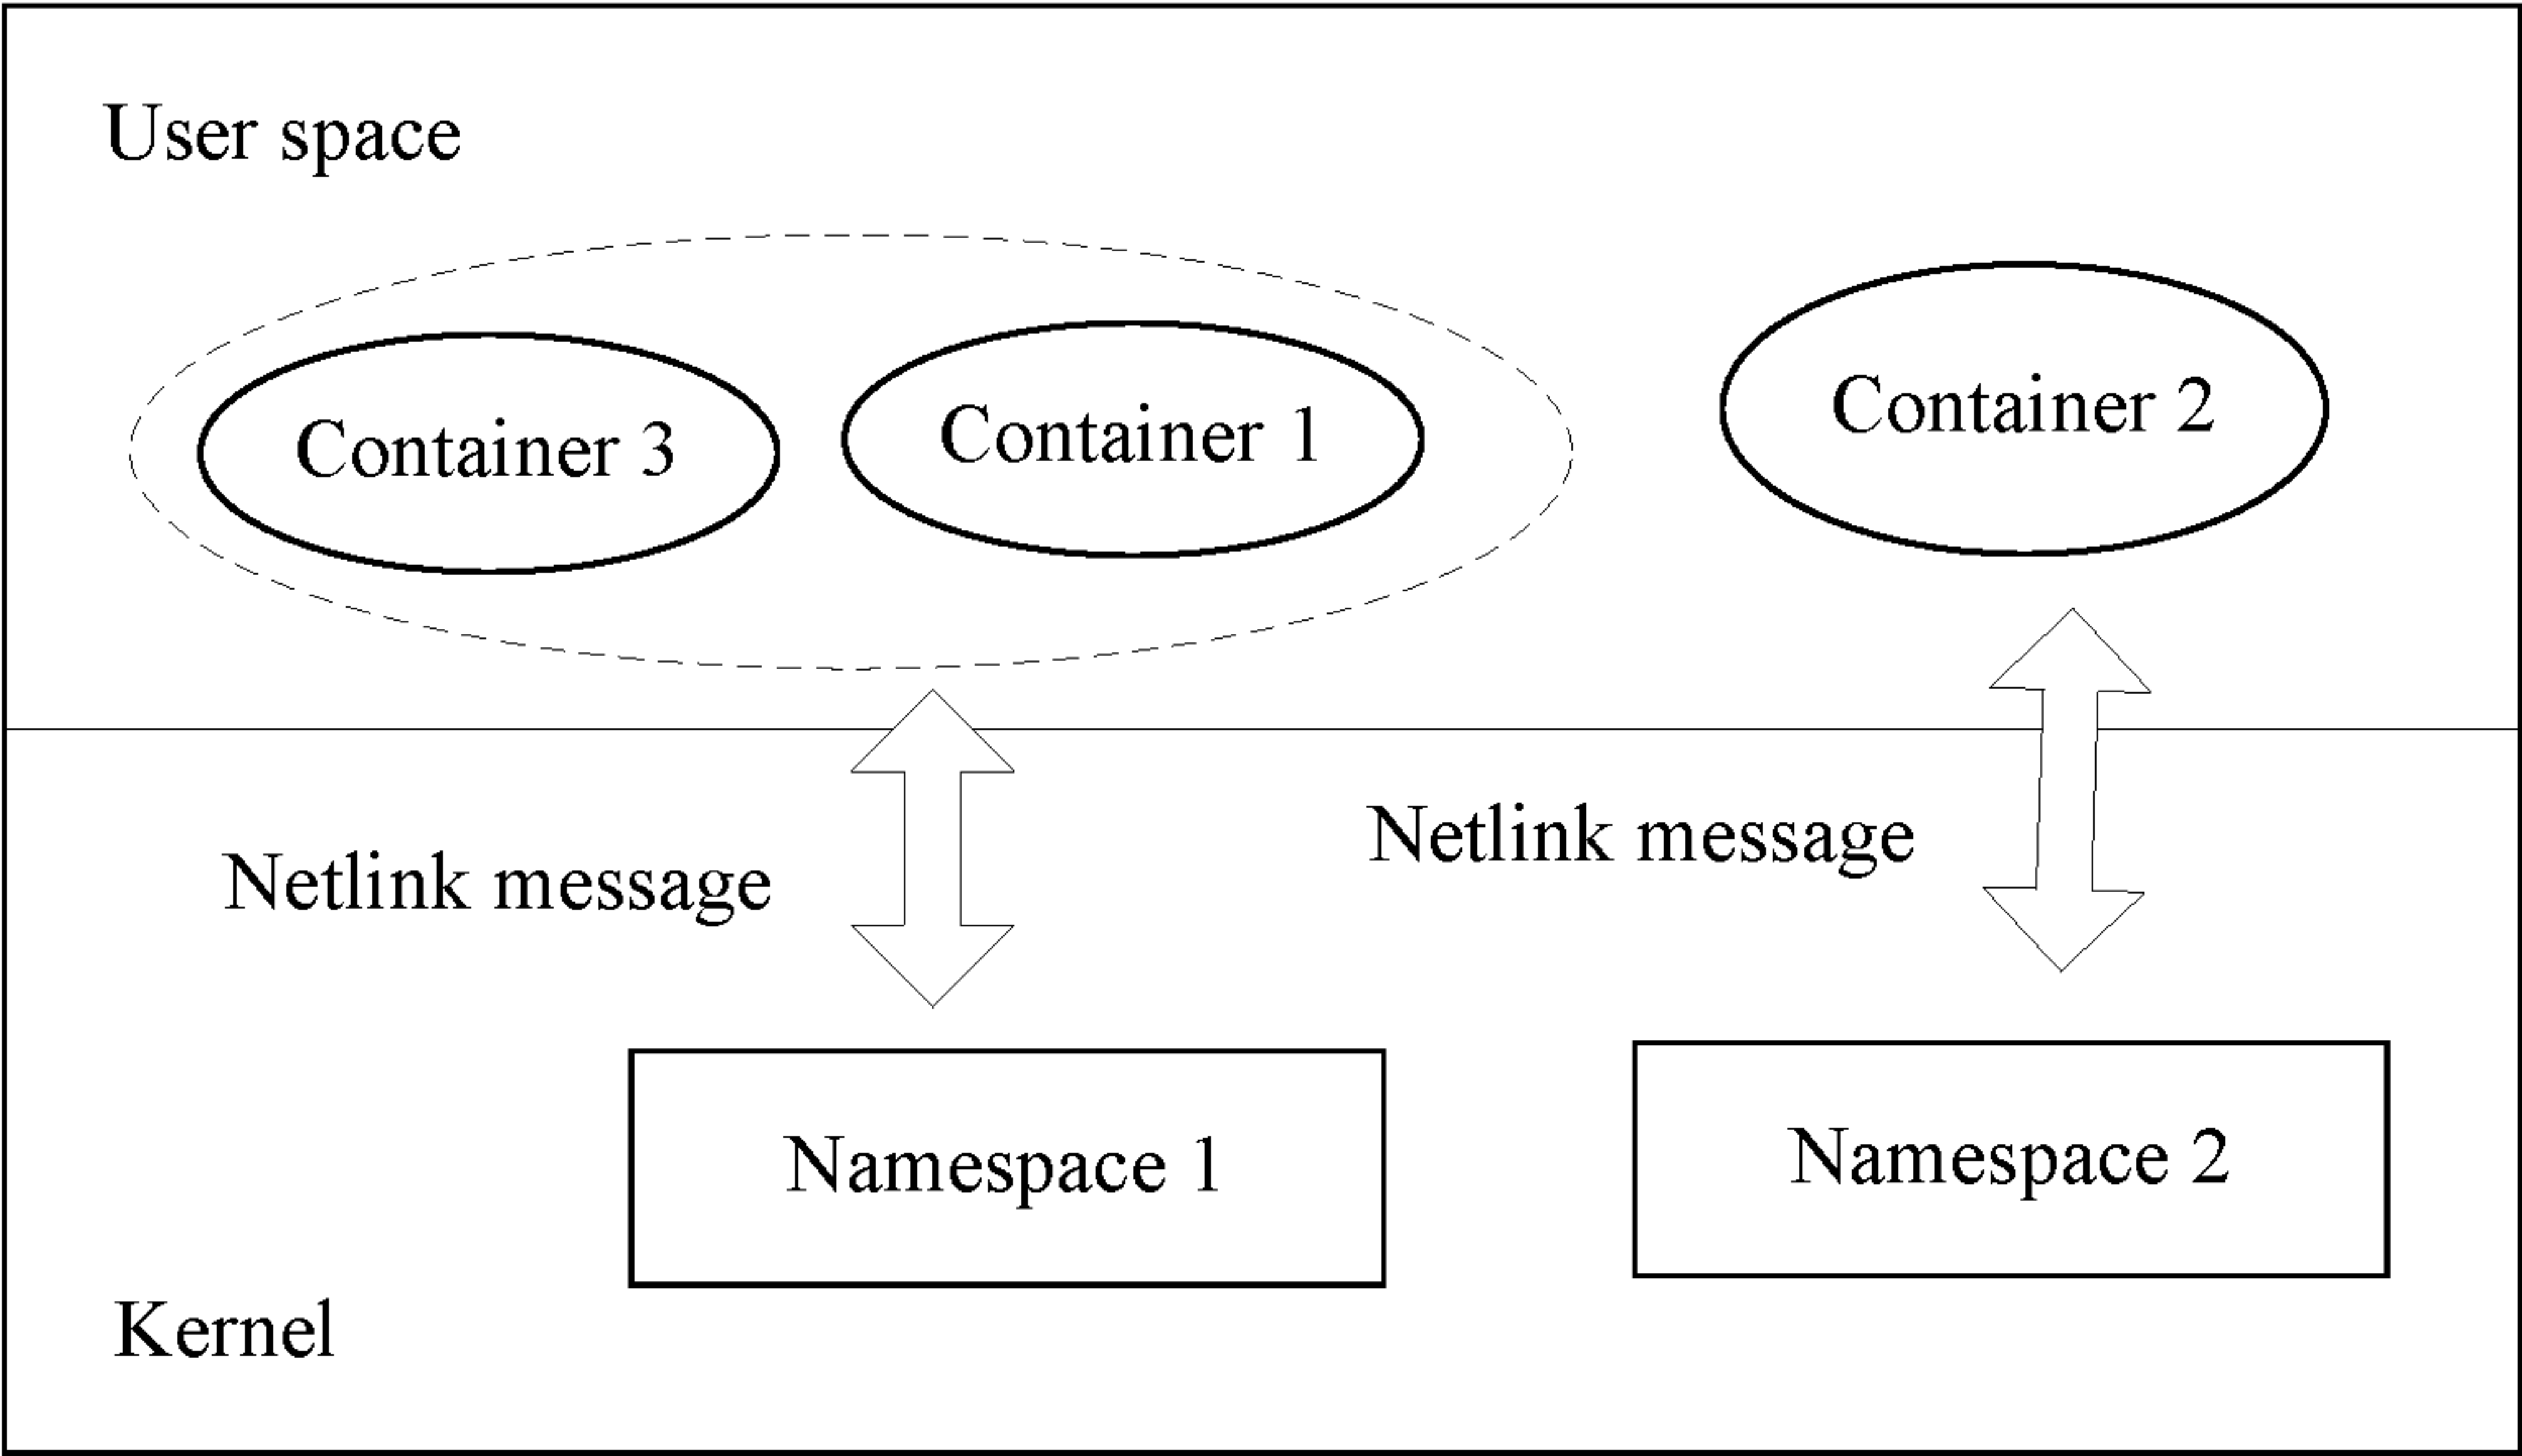 User space
Container 3
Container 1
Container 2
Netlink message
Netlink message
Namespace 1
Namespace 2
Kernel